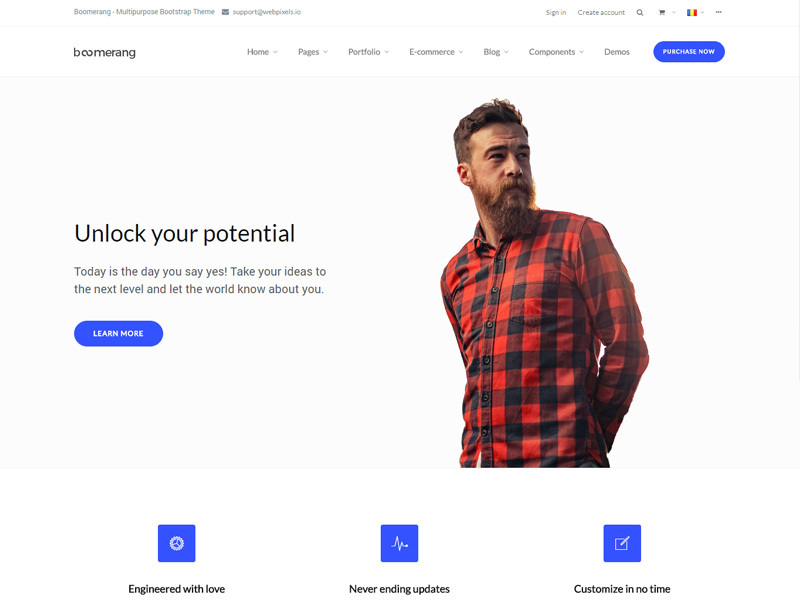 Boomerang - Multipurpose Bootstrap Theme support@webpixels.io Sign in Create account
boomerang Home Pages Portfolio E-commerce Blog Components Demos PURCHASE NOW
Unlock your potential
Today is the day you say yes! Take your ideas to
the next level and let the world know about you.
LEARN MORE
Engineered with love Never ending updates Customize in no time